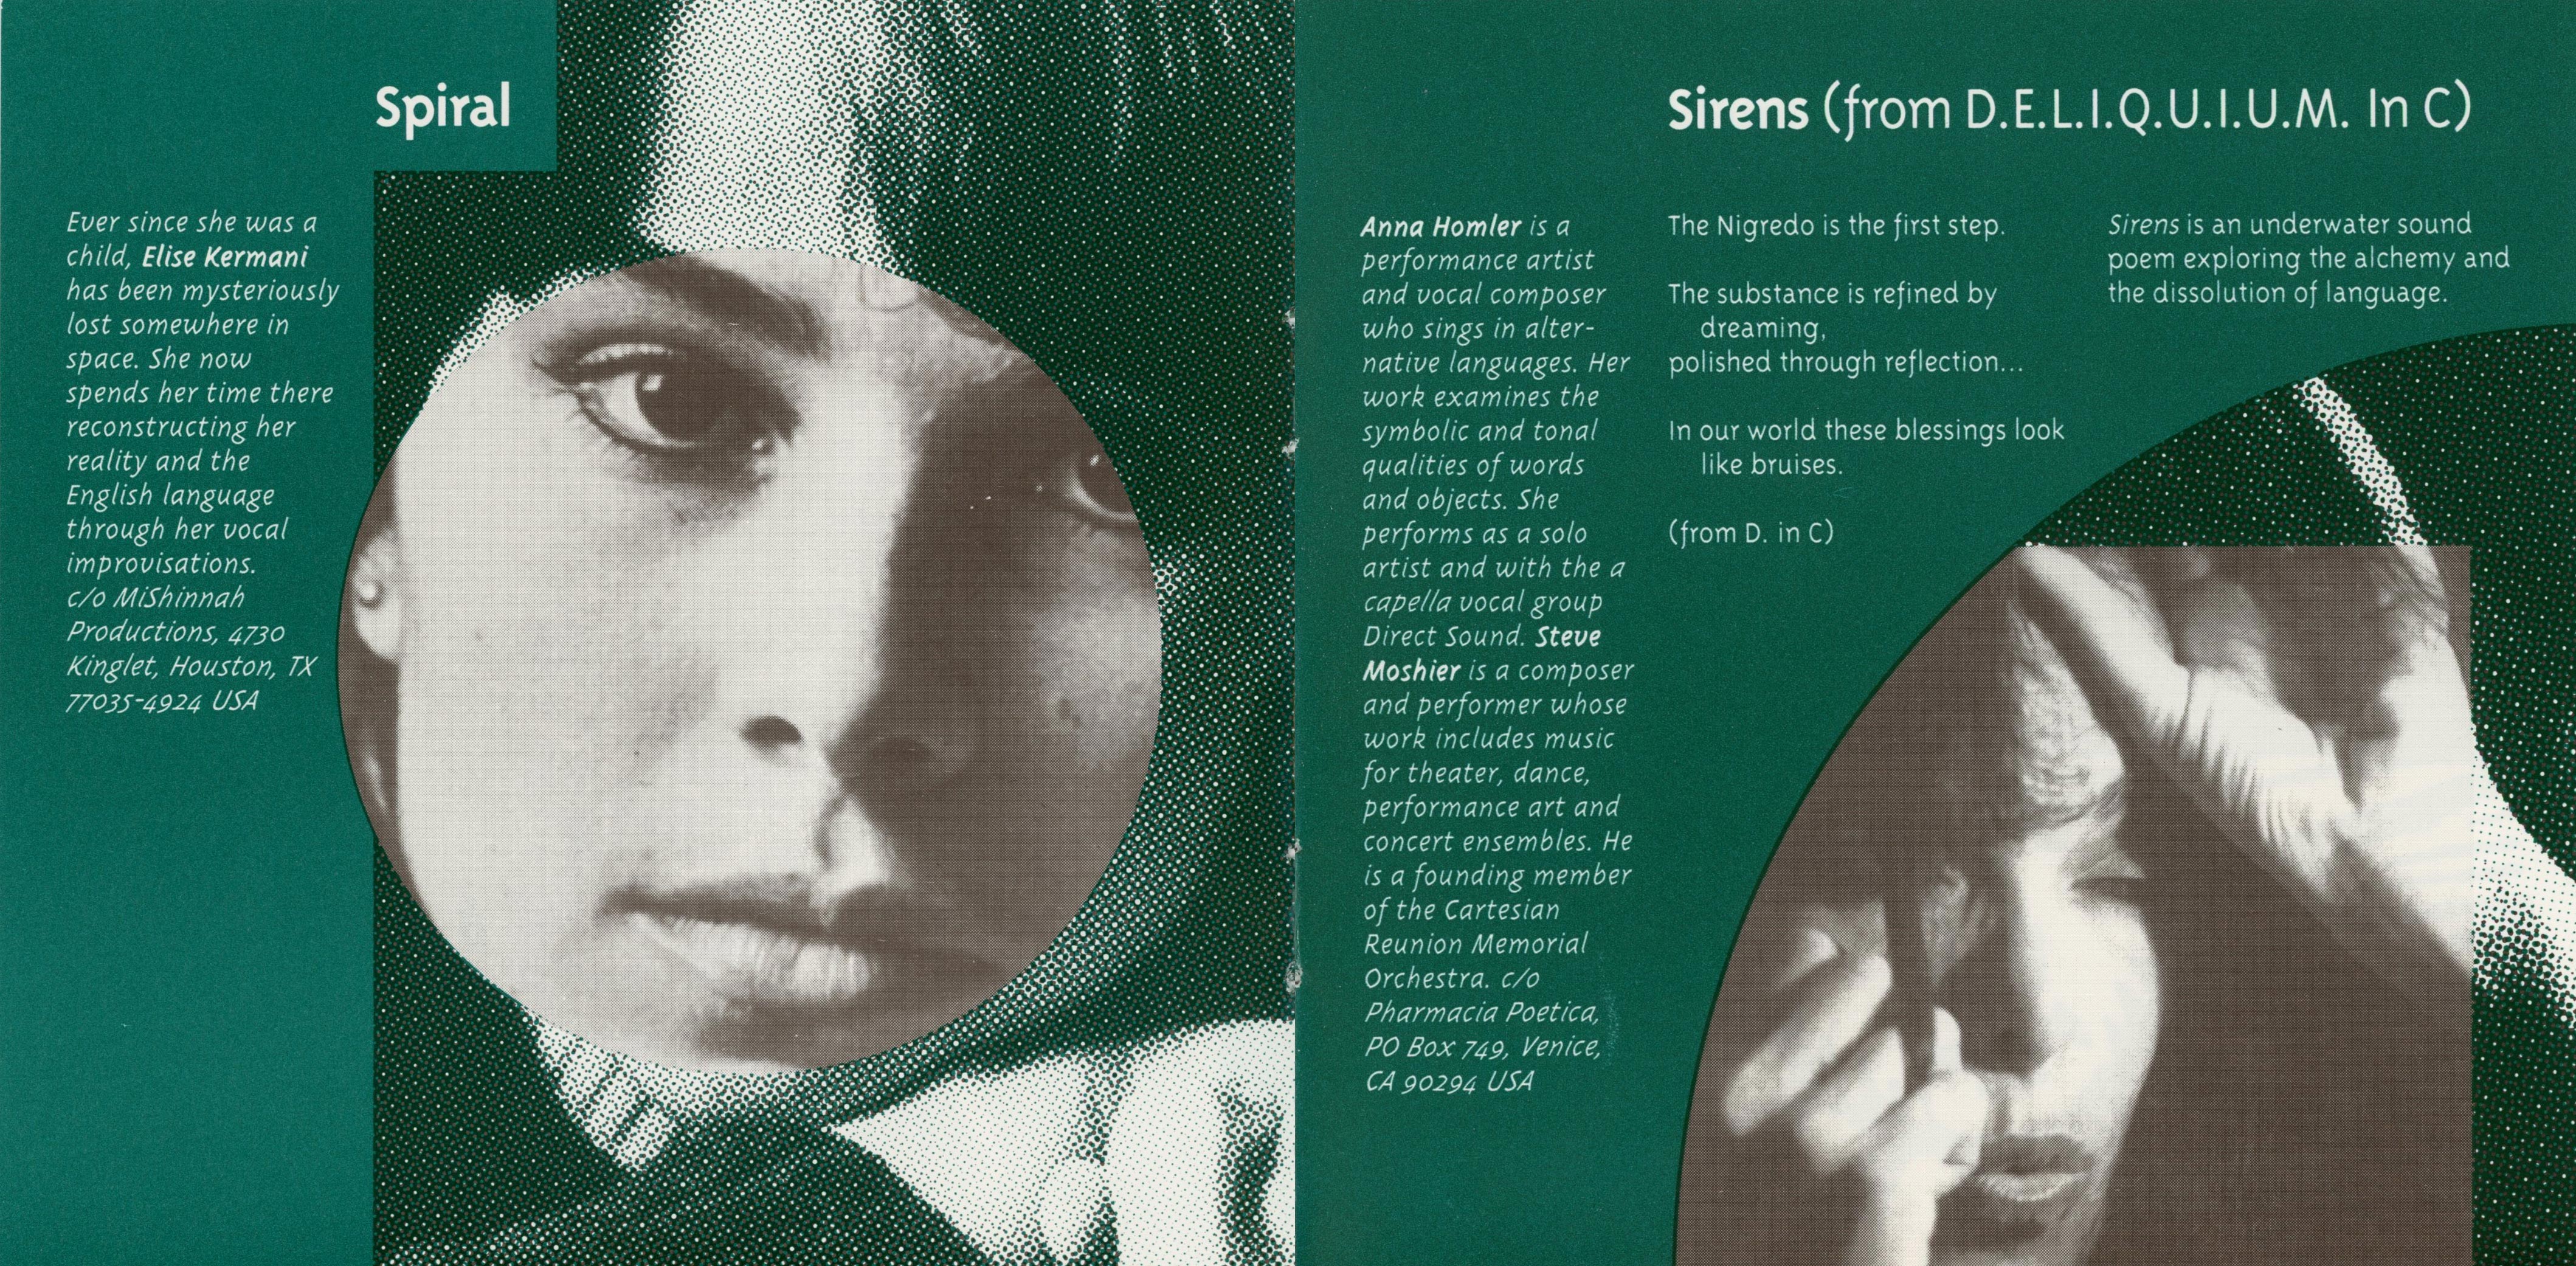 Spiral
Ever since she was a
child, Elise Kermani
has been mysteriously
lost somewhere in
space. She now
spends her time there
reconstructing her
reality and the
English language
through her vocal
improvisations.
c/o MiShinnah
Productions, 4730
Kinglet, Houston, TX
77035-4924 USA
Sirens (from D.E.L.I.Q.U.I.U.M. In C)
Anna Homler is a
performance artist
and vocal composer
who sings in alter-
native languages. Her
work examines the
symbolic and tonal
qualities of words
and objects. She
performs as a solo
artist and with the a
capella vocal group
Direct Sound. Steve
Moshier is a composer
and performer whose
work includes music
for theater, dance,
performance art and
concert ensembles. He
is a founding member
of the Cartesian
Reunion Memorial
Orchestra. c/o
Pharmacia Poetica,
PO Box 749, Venice,
CA 90294 USA
The Nigredo is the first step.
The substance is refined by
dreaming,
polished through reflection...
In our world these blessings look
like bruises.
(from D. in C)
Sirens is an underwater sound
poem exploring the alchemy and
the dissolution of language.